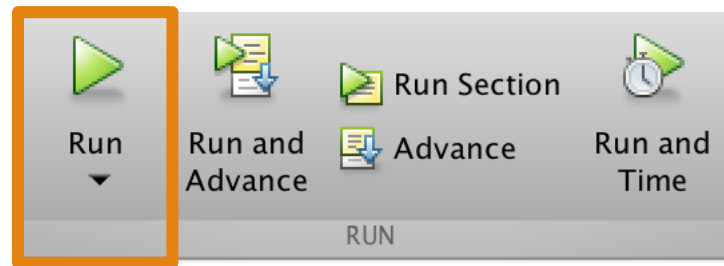 Run
Run and
Advance
Run Section
Advance
Run and
Time
RUN